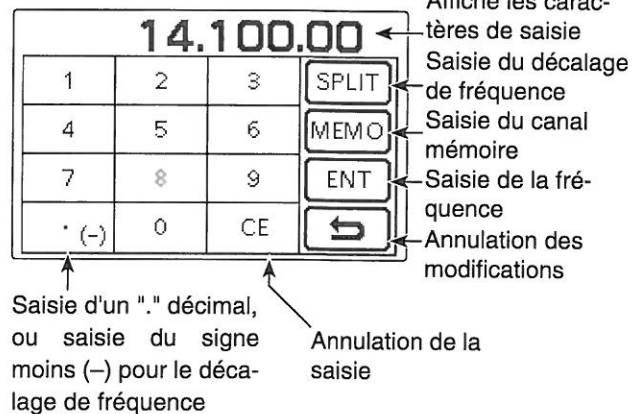 Affiche les carac-
tères de saisie
14.100.00
Saisie du décalage
de fréquence
1 2 3 SPLIT
Saisie du canal
mémoire
4 5 6 MEMO
7 8 9 ENT
Saisie de la fré-
quence
. (–) 0 CE
Annulation des
modifications
Saisie d'un "." décimal,
ou saisie du signe
moins (–) pour le déca-
lage de fréquence
Annulation de la
saisie